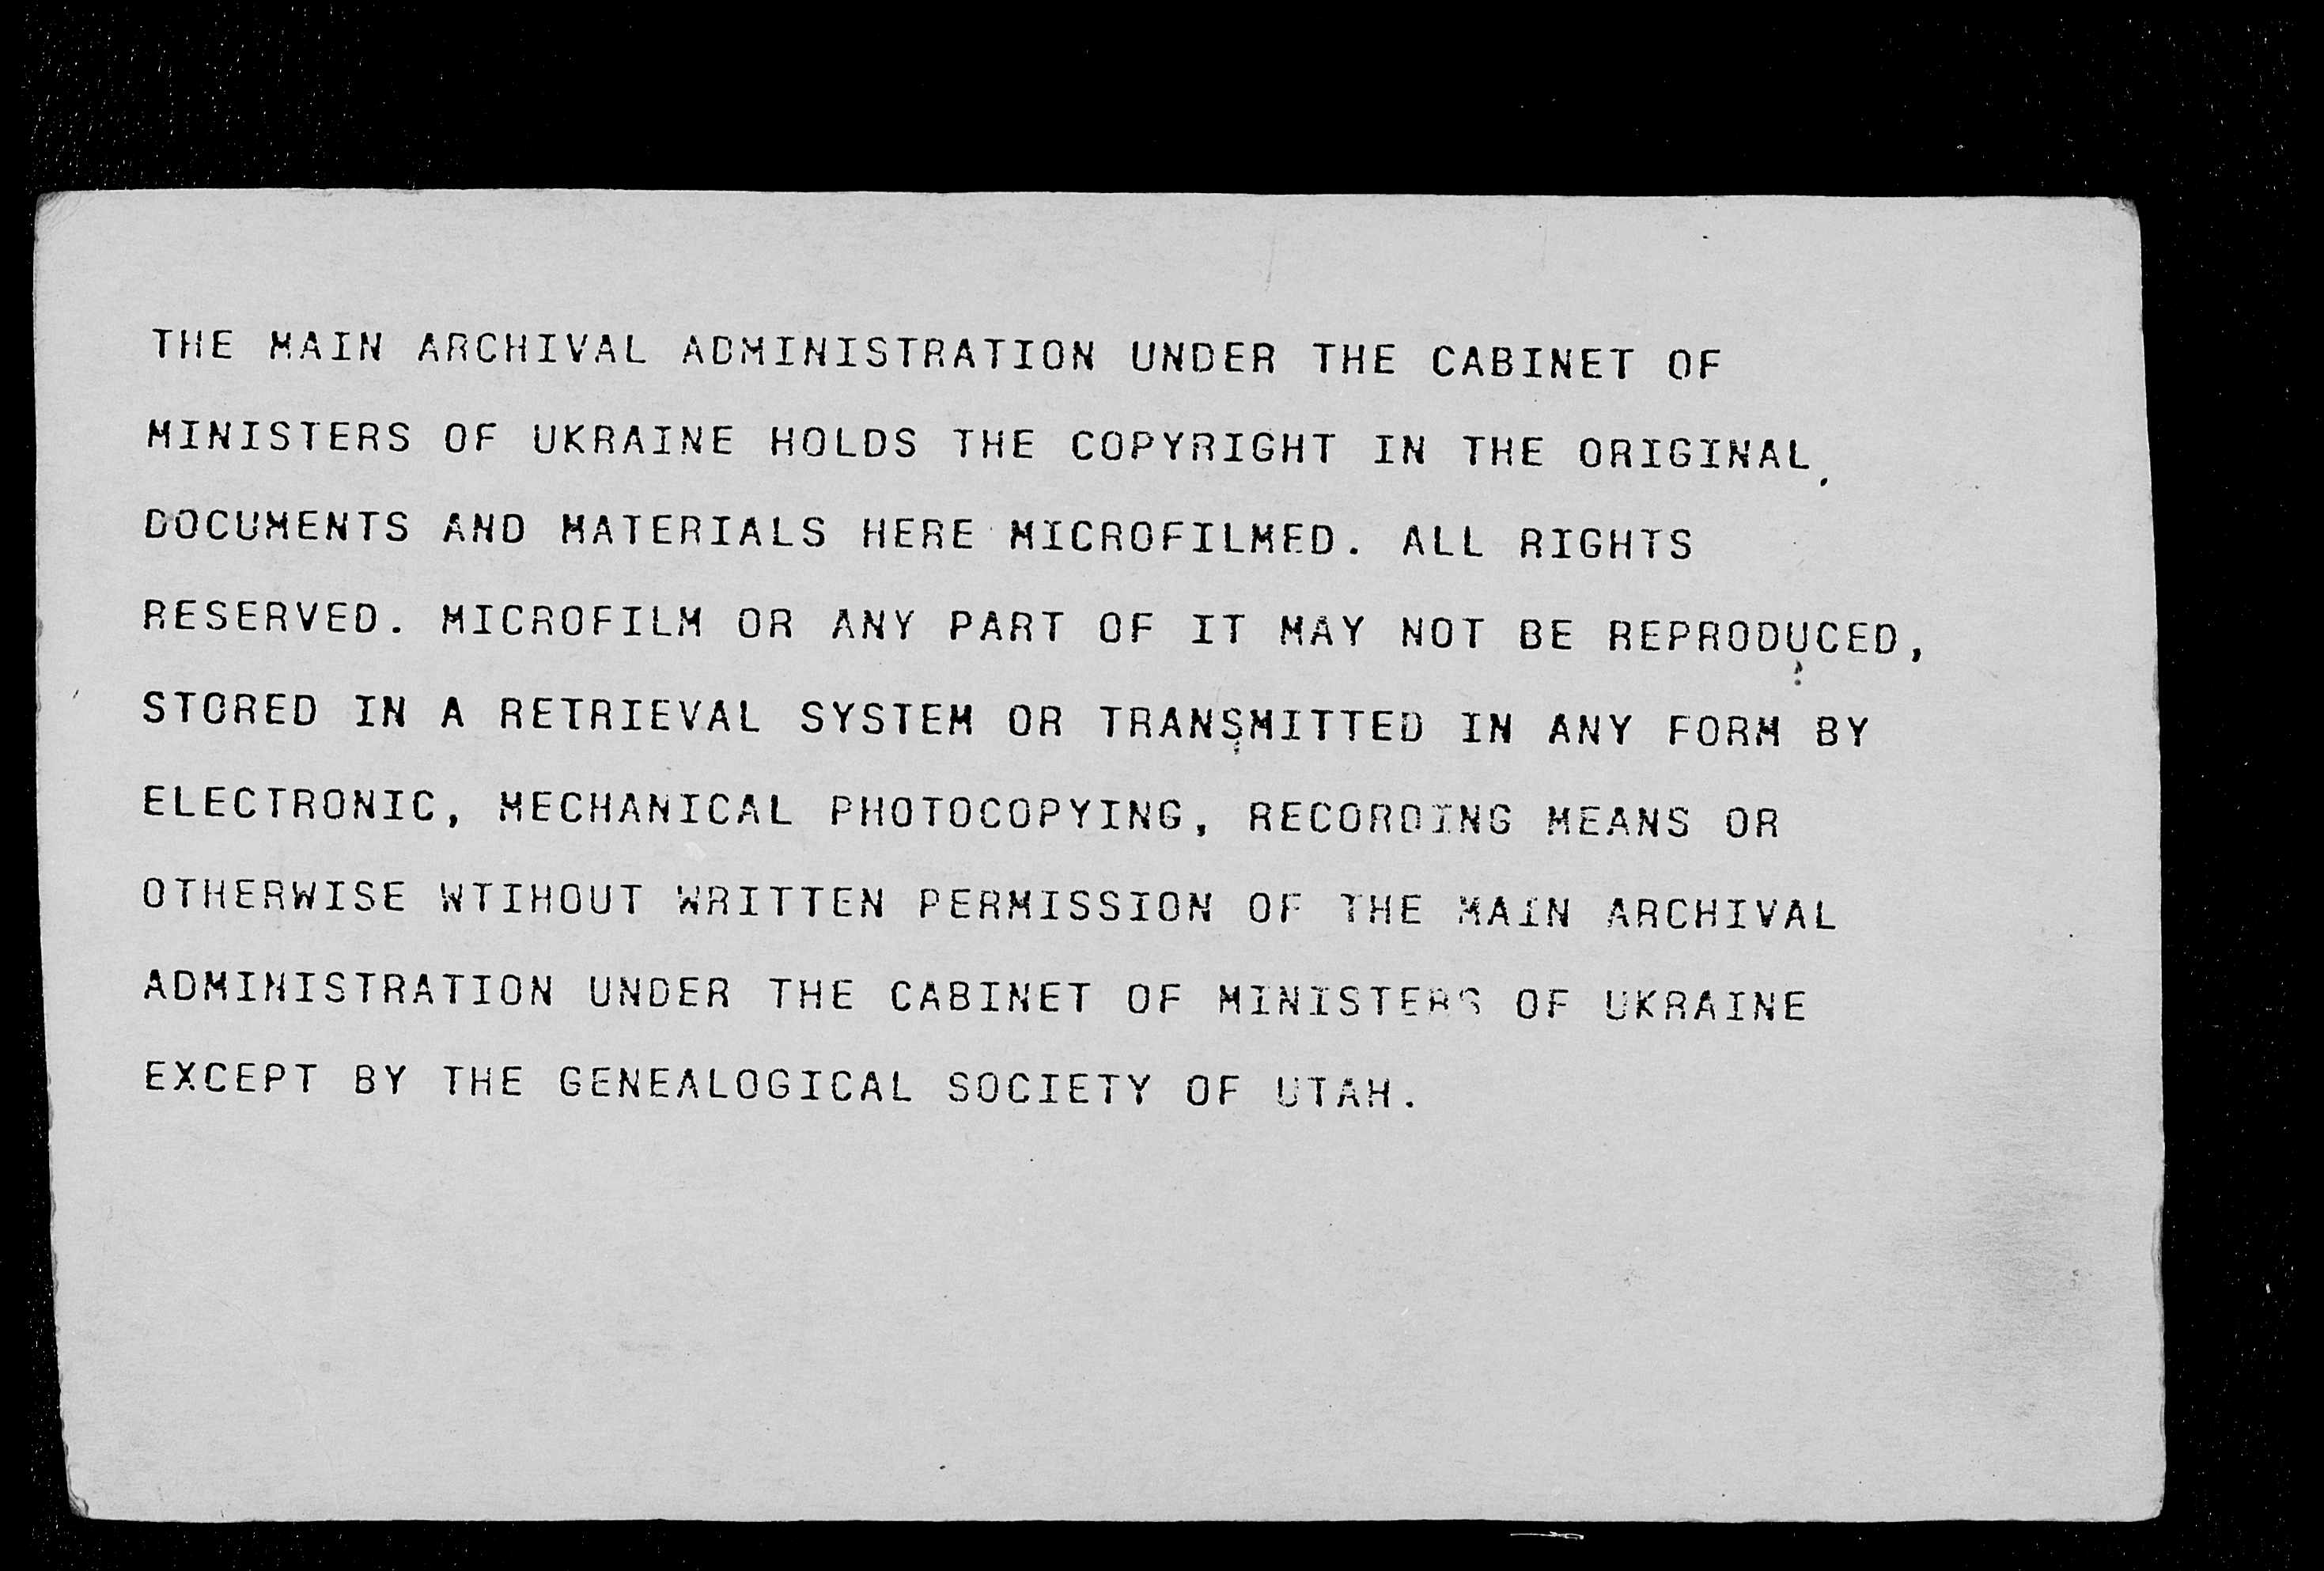 THE MAIN ARCHIVAL ADMINISTRATION UNDER THE CABINET OF
MINISTERS OF UKRAINE HOLDS THE COPYRIGHT IN THE ORIGINAL
DOCUMENTS AND MATERIALS HERE MICROFILMED. ALL RIGHTS
RESERVED. MICROFILM OR ANY PART OF IT MAY NOT BE REPRODUCED,
STORED IN A RETRIEVAL SYSTEM OR TRANSMITTED IN ANY FORM BY
ELECTRONIC, MECHANICAL PHOTOCOPYING, RECORDING MEANS OR
OTHERWISE WTIHOUT WRITTEN PERMISSION OF THE MAIN ARCHIVAL
ADMINISTRATION UNDER THE CABINET OF MINISTERS OF UKRAINE
EXCEPT BY THE GENEALOGICAL SOCIETY OF UTAH.